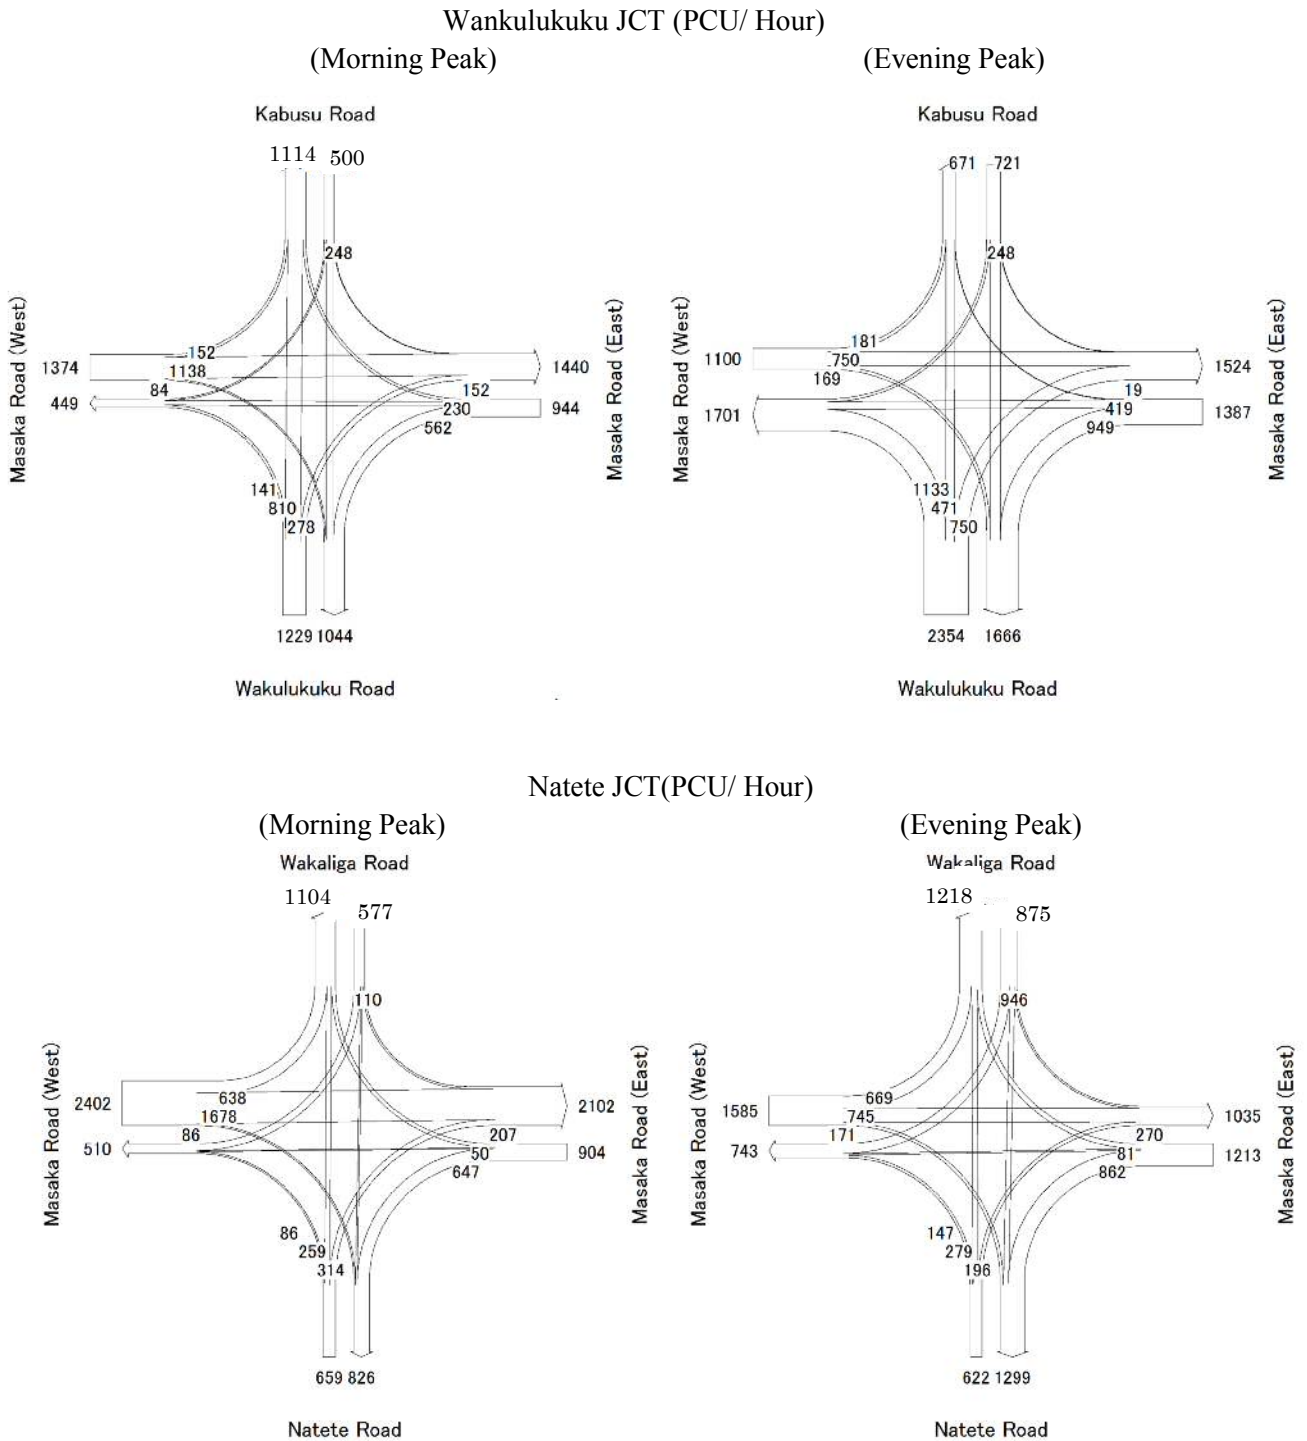 Wankulukuku JCT (PCU/ Hour)
(Morning Peak) (Evening Peak)
Kabusu Road Kabusu Road
1114 500 671 721
248 248
Masaka Road (West) Masaka Road (East) Masaka Road (West) Masaka Road (East)
152 181
1374 1138 1440 1100 750 1524
84 152 169 19
449 230 944 1701 419 1387
562 949
141 1133
810 471
278 750
1229 1044 2354 1666
Wakulukuku Road Wakulukuku Road
Natete JCT(PCU/ Hour)
(Morning Peak) (Evening Peak)
Wakaliga Road Wakaliga Road
1104 577 1218 875
110 946
Masaka Road (West) Masaka Road (East) Masaka Road (West) Masaka Road (East)
638 669
2402 1678 2102 1585 745 1035
86 207 171 270
510 50 904 743 81 1213
647 862
86 147
259 279
314 196
659 826 622 1299
Natete Road Natete Road